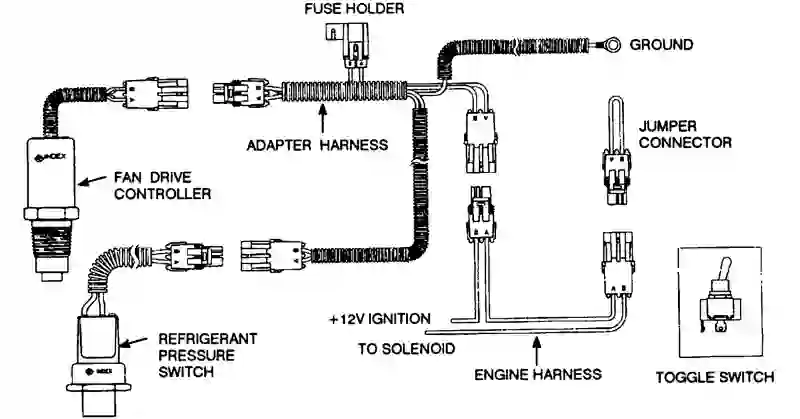 FUSE HOLDER
GROUND
ADAPTER HARNESS
JUMPER
CONNECTOR
INDEX
FAN DRIVE
CONTROLLER
+12V IGNITION
TO SOLENOID
REFRIGERANT
PRESSURE
SWITCH
INDEX
ENGINE HARNESS
TOGGLE SWITCH
A B